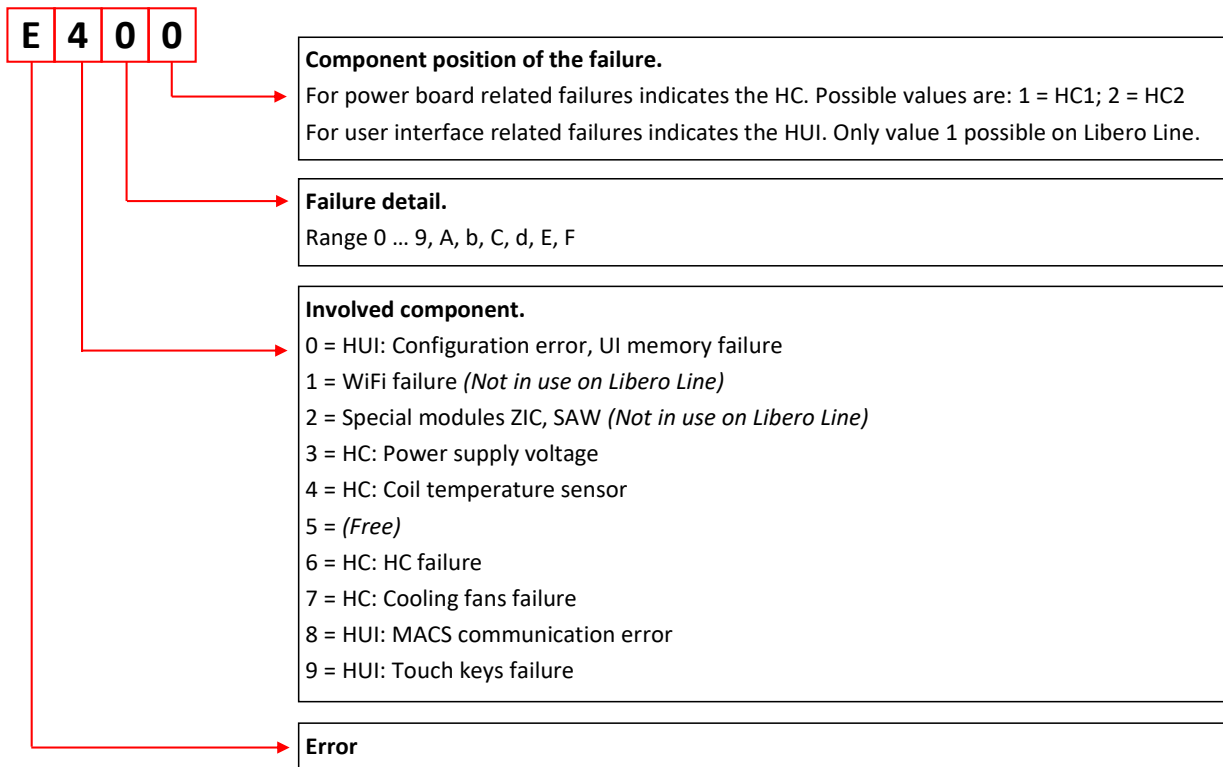 E 4 0 0
Component position of the failure.
For power board related failures indicates the HC. Possible values are: 1 = HC1; 2 = HC2
For user interface related failures indicates the HUI. Only value 1 possible on Libero Line.
Failure detail.
Range 0 … 9, A, b, C, d, E, F
Involved component.
0 = HUI: Configuration error, UI memory failure
1 = WiFi failure (Not in use on Libero Line)
2 = Special modules ZIC, SAW (Not in use on Libero Line)
3 = HC: Power supply voltage
4 = HC: Coil temperature sensor
5 = (Free)
6 = HC: HC failure
7 = HC: Cooling fans failure
8 = HUI: MACS communication error
9 = HUI: Touch keys failure
Error